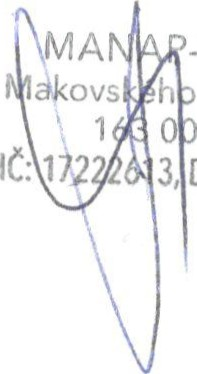 MANAP-
Makovského
163 00
IČ: 17222613, D